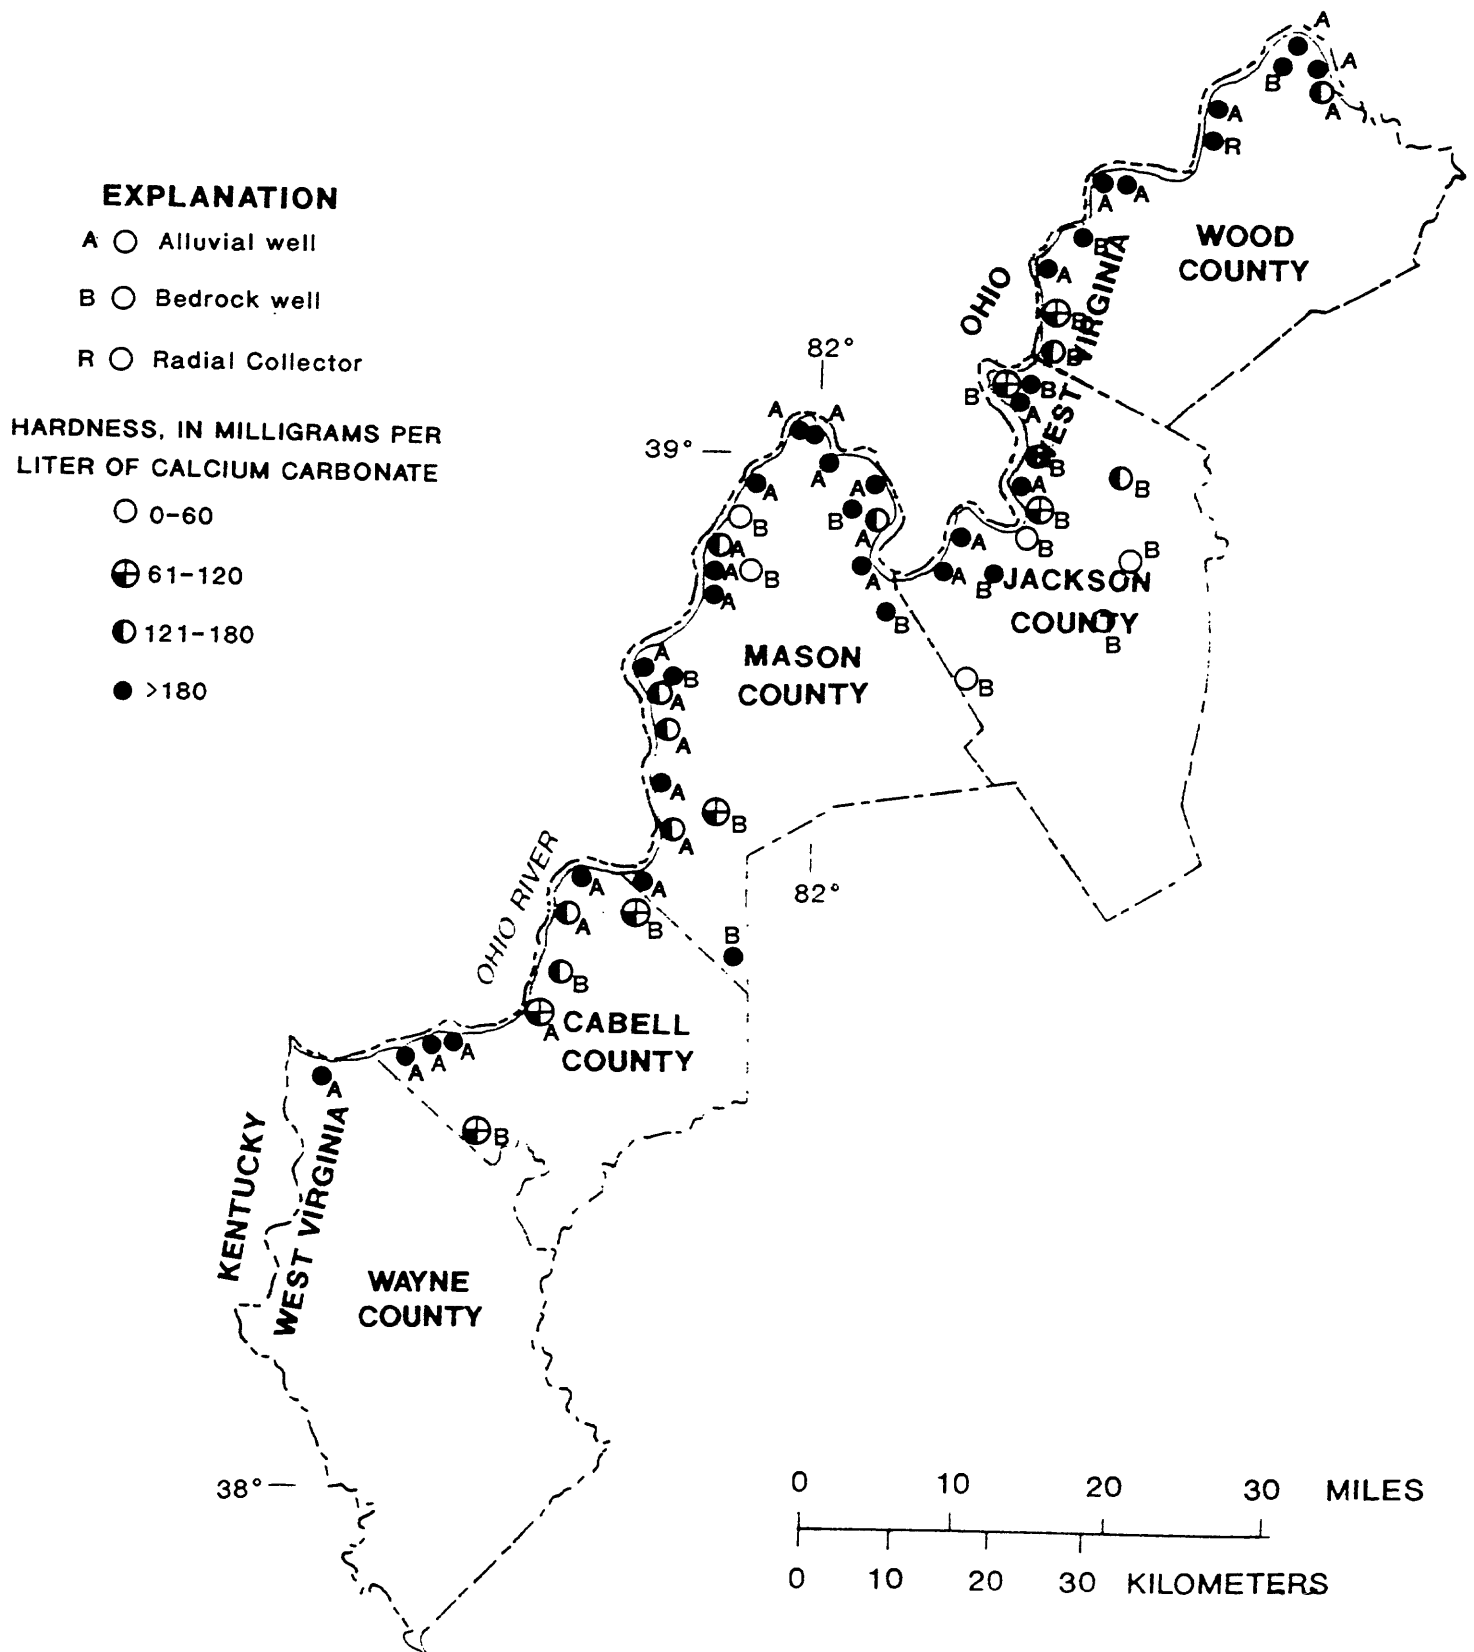 EXPLANATION
A Alluvial well
B Bedrock well
R Radial Collector
HARDNESS, IN MILLIGRAMS PER
LITER OF CALCIUM CARBONATE
0-60
61-120
121-180
>180
A
A
B
A
A
R
A
A
WOOD
COUNTY
B
A
OHIO
WEST VIRGINIA
B
B
82°
B
B
A
A
A
39°
B
A
A
A
A
B
B
B
B
A
A
B
B
B
A
A
B
A
A
A
B
JACKSON
COUNTY
B
A
B
MASON
COUNTY
A
B
A
B
A
A
B
A
OHIO RIVER
82°
A
A
A
B
B
B
A
CABELL
COUNTY
A
A
A
A
B
KENTUCKY
WEST VIRGINIA
WAYNE
COUNTY
38°
0 10 20 30 MILES
0 10 20 30 KILOMETERS